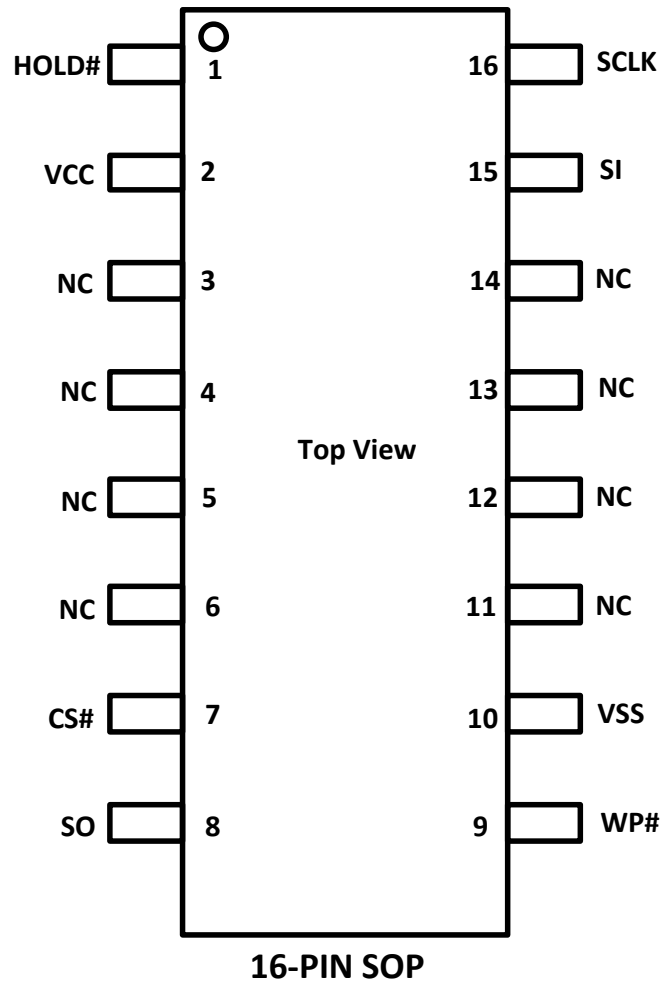 HOLD# 1 16 SCLK
VCC 2 15 SI
NC 3 14 NC
NC 4 13 NC
Top View
NC 5 12 NC
NC 6 11 NC
CS# 7 10 VSS
SO 8 9 WP#
16-PIN SOP